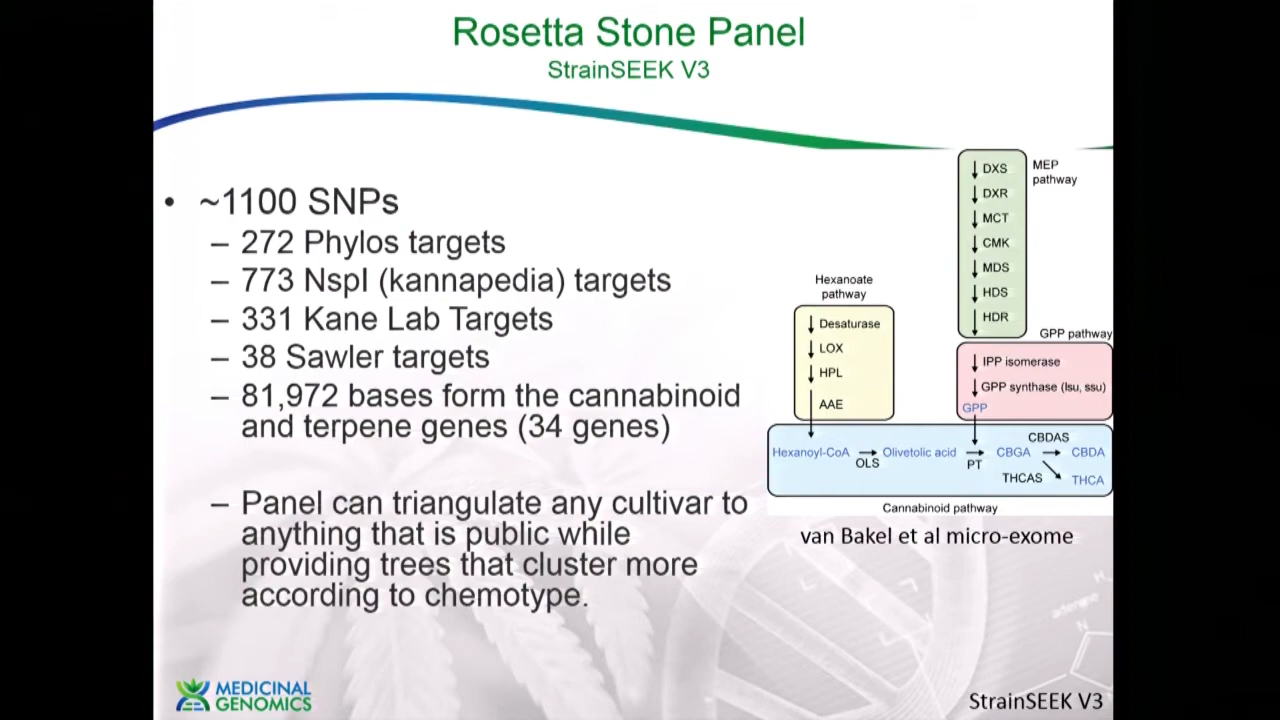 Rosetta Stone Panel
StrainSEEK V3
• ~1100 SNPs
– 272 Phylos targets
– 773 NspI (kannapedia) targets
– 331 Kane Lab Targets
– 38 Sawler targets
– 81,972 bases form the cannabinoid
and terpene genes (34 genes)
– Panel can triangulate any cultivar to
anything that is public while
providing trees that cluster more
according to chemotype.
MEP
pathway
DXS
DXR
MCT
CMK
MDS
HDS
HDR
Hexanoate
pathway
Desaturase
LOX
HPL
AAE
GPP pathway
IPP isomerase
GPP synthase (lsu, ssu)
GPP
Hexanoyl-CoA
OLS
Olivetolic acid
PT
CBGA
CBDAS
CBDA
THCAS
THCA
Cannabinoid pathway
van Bakel et al micro-exome
adenine
N
H
MEDICINAL
GENOMICS
StrainSEEK V3